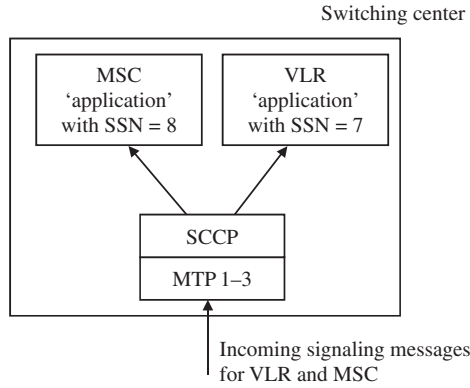 Switching center
MSC
‘application’
with SSN = 8
VLR
‘application’
with SSN = 7
SCCP
MTP 1–3
Incoming signaling messages
for VLR and MSC